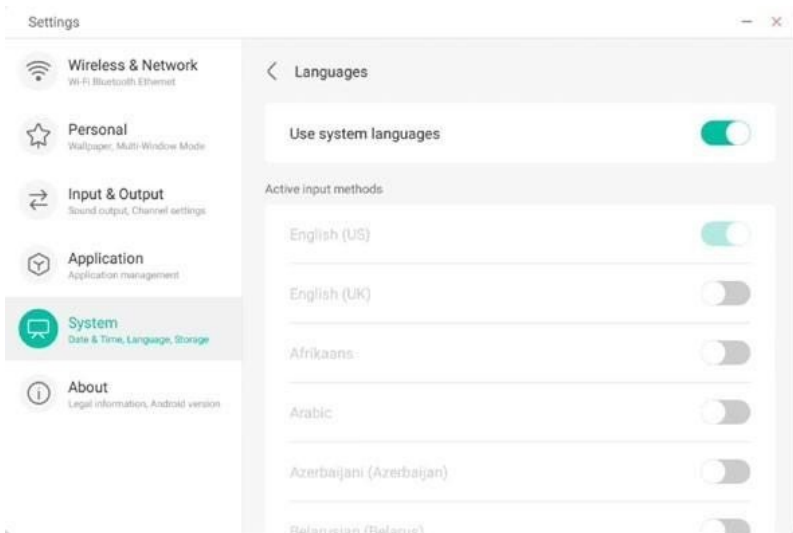 Settings
Wireless & Network
Wi-Fi Bluetooth Ethernet
Personal
Wallpaper, Multi-Window Mode
Input & Output
Sound output, Channel settings
Application
Application management
System
Date & Time, Language, Storage
About
Legal information, Android version
Languages
Use system languages
Active input methods
English (US)
English (UK)
Afrikaans
Arabic
Azerbaijani (Azerbaijan)
Belarusian (Belarus)